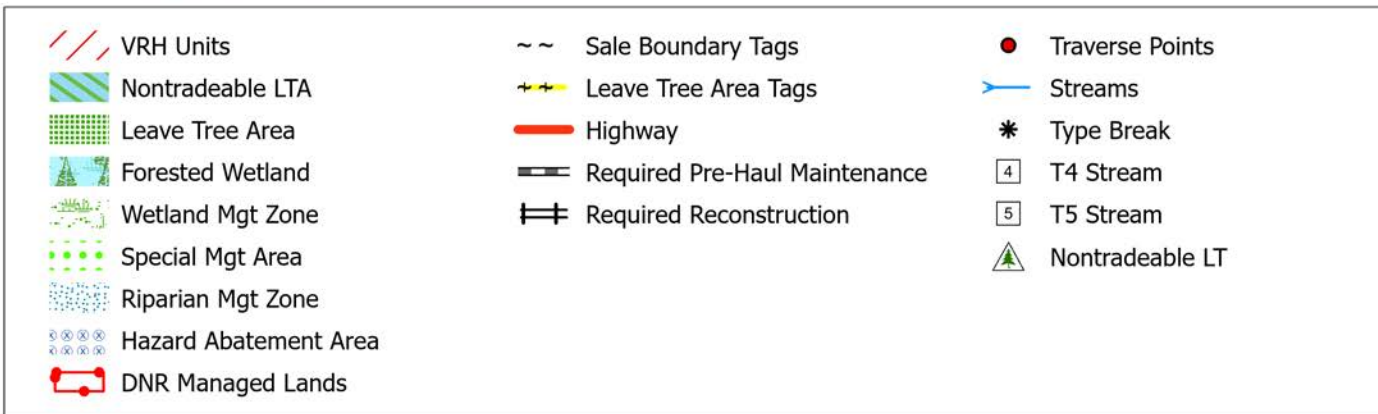 VRH Units
Nontradeable LTA
Leave Tree Area
Forested Wetland
Wetland Mgt Zone
Special Mgt Area
Riparian Mgt Zone
Hazard Abatement Area
DNR Managed Lands
Sale Boundary Tags
Leave Tree Area Tags
Highway
Required Pre-Haul Maintenance
Required Reconstruction
Traverse Points
Streams
Type Break
4 T4 Stream
5 T5 Stream
Nontradeable LT